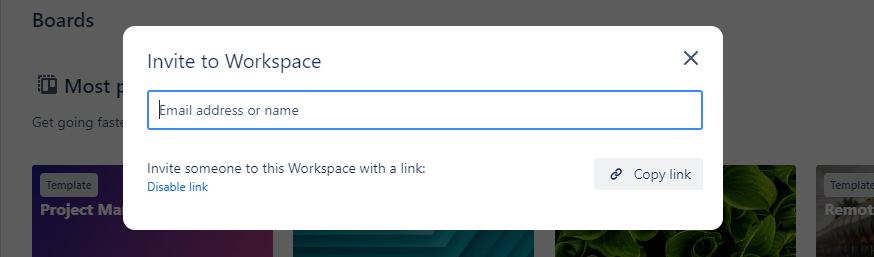 Boards
Invite to Workspace
Most p
Email address or name
Get going faste
Invite someone to this Workspace with a link:
Disable link
Copy link
Template
Project Ma
Template
Remot